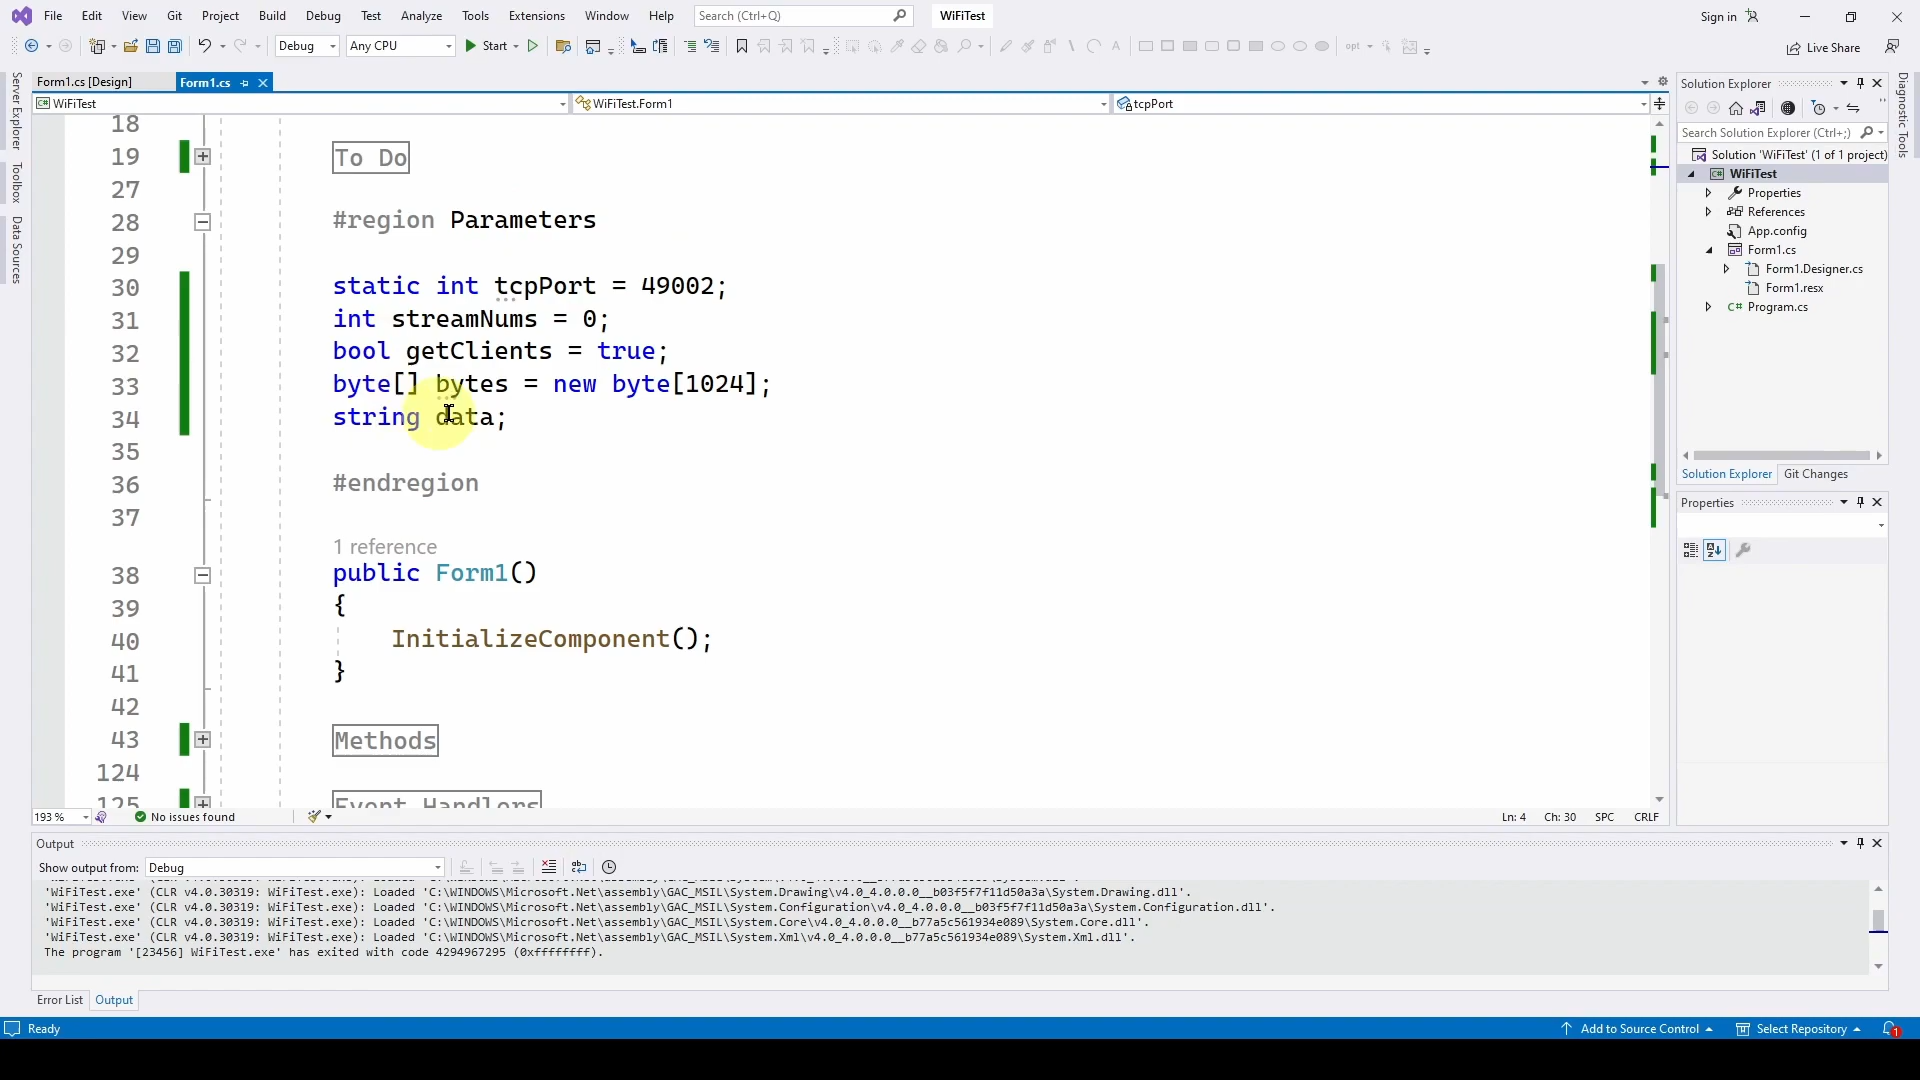 File Edit View Git Project Build Debug Test Analyze Tools Extensions Window Help Search (Ctrl+Q) WiFiTest Sign in
Debug Any CPU Start opt Live Share
Server Explorer
Toolbox
Data Sources
Form1.cs [Design] Form1.cs
WiFiTest WiFiTest.Form1 tcpPort
18
19 To Do
27
28 #region Parameters
29
30 static int tcpPort = 49002;
31 int streamNums = 0;
32 bool getClients = true;
33 byte[] bytes = new byte[1024];
34 string data;
35
36 #endregion
37
1 reference
38 public Form1()
39 {
40 InitializeComponent();
41 }
42
43 Methods
124
125 Event Handlers
193 % No issues found Ln: 4 Ch: 30 SPC CRLF
Solution Explorer
Search Solution Explorer (Ctrl+;)
Solution 'WiFiTest' (1 of 1 project)
C# WiFiTest
Properties
References
App.config
Form1.cs
Form1.Designer.cs
Form1.resx
C# Program.cs
Solution Explorer Git Changes
Properties
Diagnostic Tools
Output
Show output from: Debug
'WiFiTest.exe' (CLR v4.0.30319: WiFiTest.exe): Loaded 'C:\WINDOWS\Microsoft.Net\assembly\GAC_MSIL\System.Drawing\v4.0_4.0.0.0__b03f5f7f11d50a3a\System.Drawing.dll'.
'WiFiTest.exe' (CLR v4.0.30319: WiFiTest.exe): Loaded 'C:\WINDOWS\Microsoft.Net\assembly\GAC_MSIL\System.Configuration\v4.0_4.0.0.0__b03f5f7f11d50a3a\System.Configuration.dll'.
'WiFiTest.exe' (CLR v4.0.30319: WiFiTest.exe): Loaded 'C:\WINDOWS\Microsoft.Net\assembly\GAC_MSIL\System.Core\v4.0_4.0.0.0__b77a5c561934e089\System.Core.dll'.
'WiFiTest.exe' (CLR v4.0.30319: WiFiTest.exe): Loaded 'C:\WINDOWS\Microsoft.Net\assembly\GAC_MSIL\System.Xml\v4.0_4.0.0.0__b77a5c561934e089\System.Xml.dll'.
The program '[23456] WiFiTest.exe' has exited with code 4294967295 (0xffffffff).
Error List Output
Ready Add to Source Control Select Repository 1